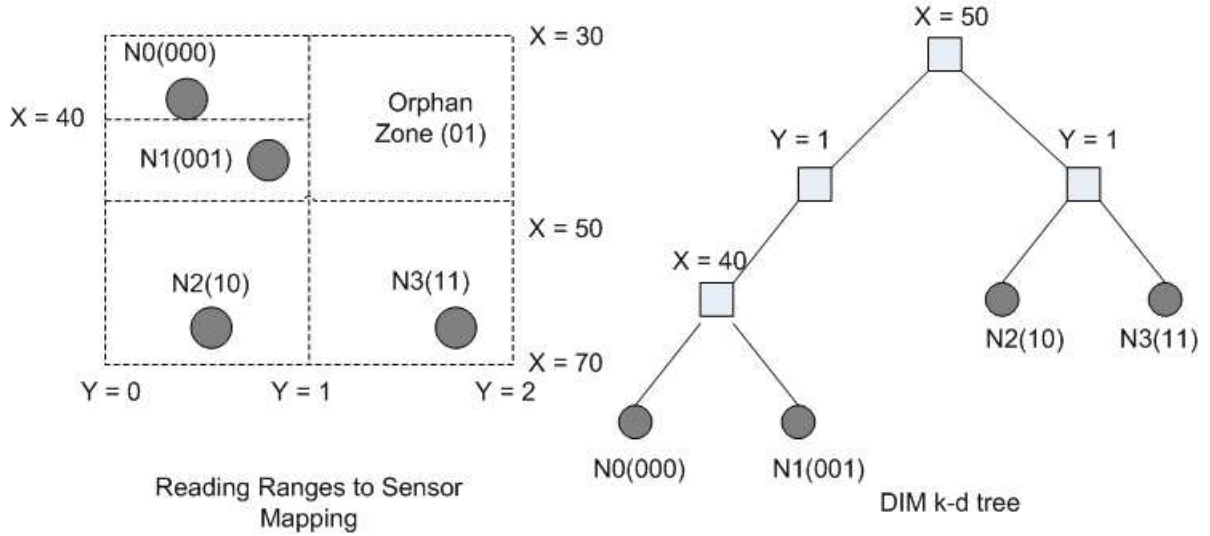 N0(000)
X = 30
X = 40
Orphan
Zone (01)
N1(001)
X = 50
N2(10)
N3(11)
X = 70
Y = 0
Y = 1
Y = 2
Reading Ranges to Sensor
Mapping
X = 50
Y = 1
Y = 1
X = 40
N2(10)
N3(11)
N0(000)
N1(001)
DIM k-d tree